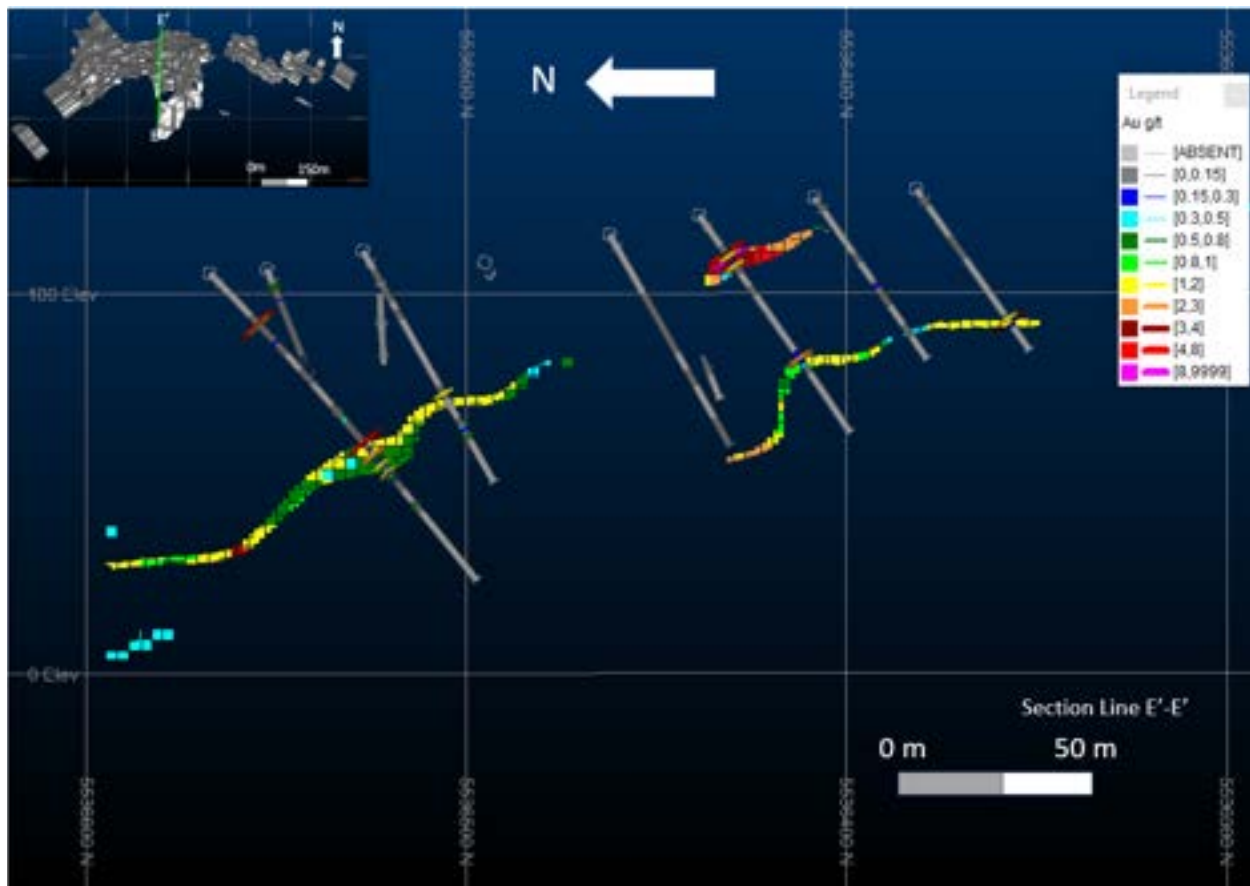 E'
N
0m 150m
N
Legend
Au g/t
[ABSENT]
[0,0.15]
[0.15,0.3]
[0.3,0.5]
[0.5,0.8]
[0.8,1]
[1,2]
[2,3]
[3,4]
[4,8]
[8,9999]
100 Elev
0 Elev
Section Line E'-E'
0 m 50 m